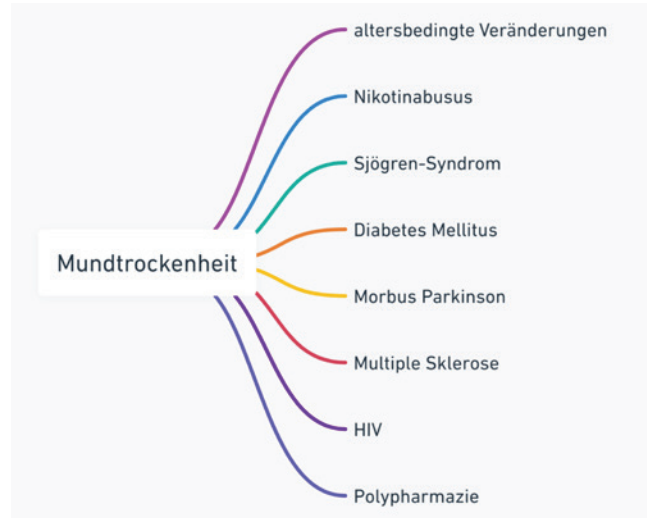 altersbedingte Veränderungen
Nikotinabusus
Sjögren-Syndrom
Diabetes Mellitus
Mundtrockenheit
Morbus Parkinson
Multiple Sklerose
HIV
Polypharmazie